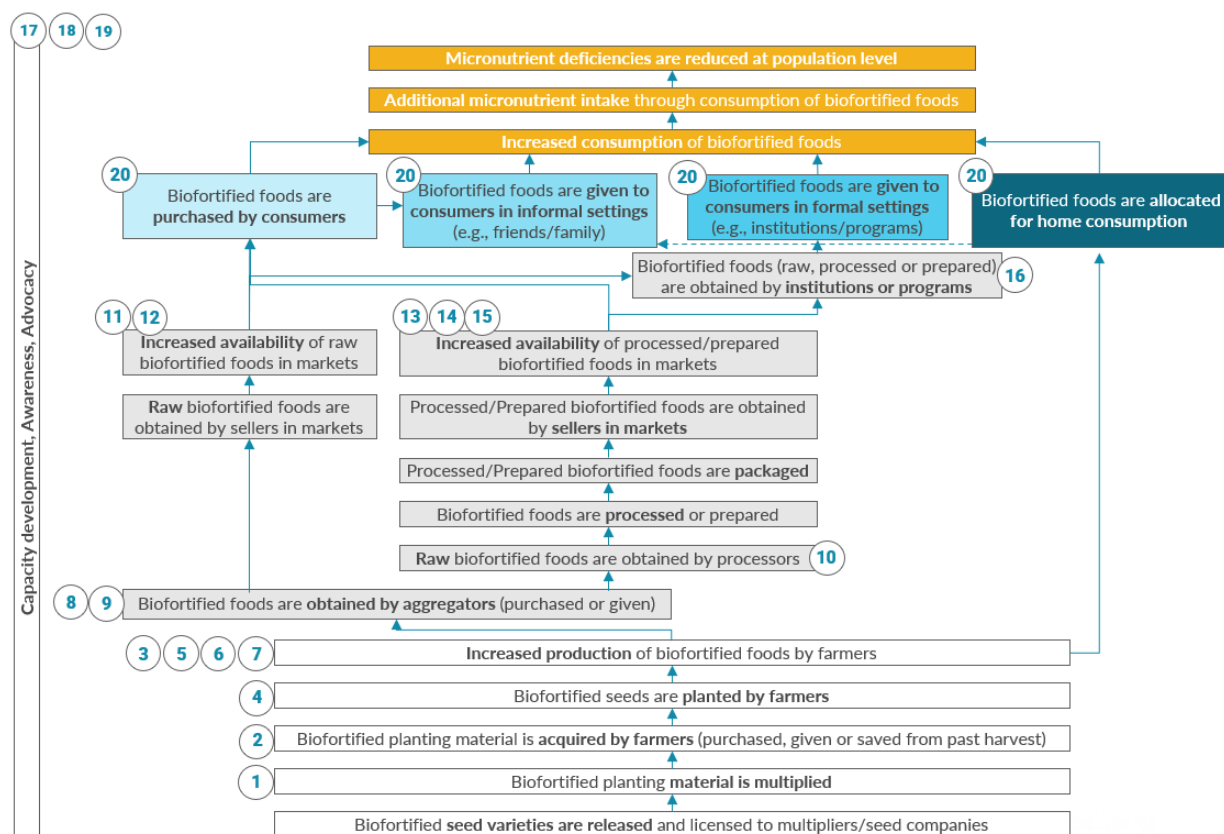 17 18 19
Capacity development, Awareness, Advocacy
Micronutrient deficiencies are reduced at population level
Additional micronutrient intake through consumption of biofortified foods
Increased consumption of biofortified foods
20
Biofortified foods are
purchased by consumers
20
Biofortified foods are given to
consumers in informal settings
(e.g., friends/family)
20
Biofortified foods are given to
consumers in formal settings
(e.g., institutions/programs)
20
Biofortified foods are allocated
for home consumption
Biofortified foods (raw, processed or prepared)
are obtained by institutions or programs
16
11 12
Increased availability of raw
biofortified foods in markets
13 14 15
Increased availability of processed/prepared
biofortified foods in markets
Raw biofortified foods are
obtained by sellers in markets
Processed/Prepared biofortified foods are obtained
by sellers in markets
Processed/Prepared biofortified foods are packaged
Biofortified foods are processed or prepared
Raw biofortified foods are obtained by processors
10
8 9
Biofortified foods are obtained by aggregators (purchased or given)
3 5 6 7
Increased production of biofortified foods by farmers
4
Biofortified seeds are planted by farmers
2
Biofortified planting material is acquired by farmers (purchased, given or saved from past harvest)
1
Biofortified planting material is multiplied
Biofortified seed varieties are released and licensed to multipliers/seed companies